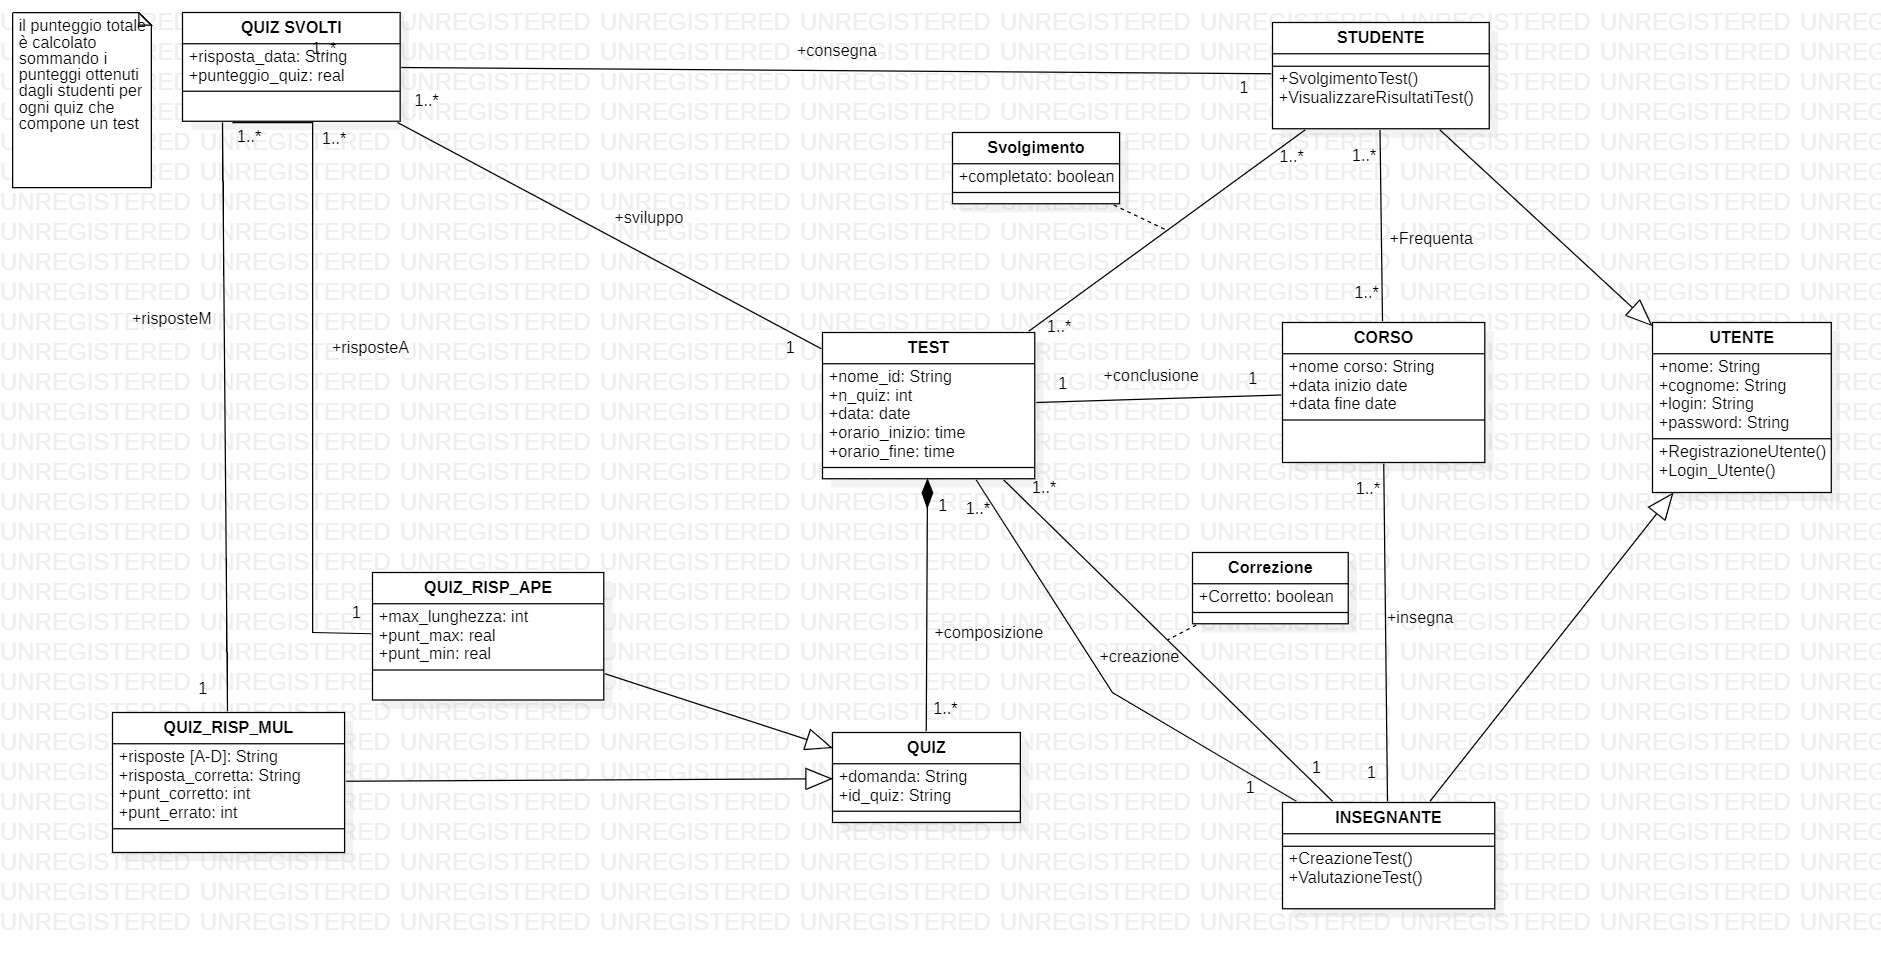 il punteggio totale
è calcolato
sommando i
punteggi ottenuti
dagli studenti per
ogni quiz che
compone un test
QUIZ SVOLTI
1..*
+risposta_data: String
+punteggio_quiz: real
1..*
1..*
1..*
+consegna
1
STUDENTE
+SvolgimentoTest()
+VisualizzareRisultatiTest()
Svolgimento
+completato: boolean
1..*
1..*
+sviluppo
+Frequenta
1..*
+risposteM
+risposteA
1
1..*
TEST
+nome_id: String
+n_quiz: int
+data: date
+orario_inizio: time
+orario_fine: time
1
+conclusione
1
CORSO
+nome corso: String
+data inizio date
+data fine date
UTENTE
+nome: String
+cognome: String
+login: String
+password: String
+RegistrazioneUtente()
+Login_Utente()
1
1..*
1..*
1..*
QUIZ_RISP_APE
+max_lunghezza: int
+punt_max: real
+punt_min: real
1
Correzione
+Corretto: boolean
+insegna
+composizione
+creazione
1
1..*
QUIZ_RISP_MUL
+risposte [A-D]: String
+risposta_corretta: String
+punt_corretto: int
+punt_errato: int
QUIZ
+domanda: String
+id_quiz: String
1
1
1
INSEGNANTE
+CreazioneTest()
+ValutazioneTest()
UNREGISTERED